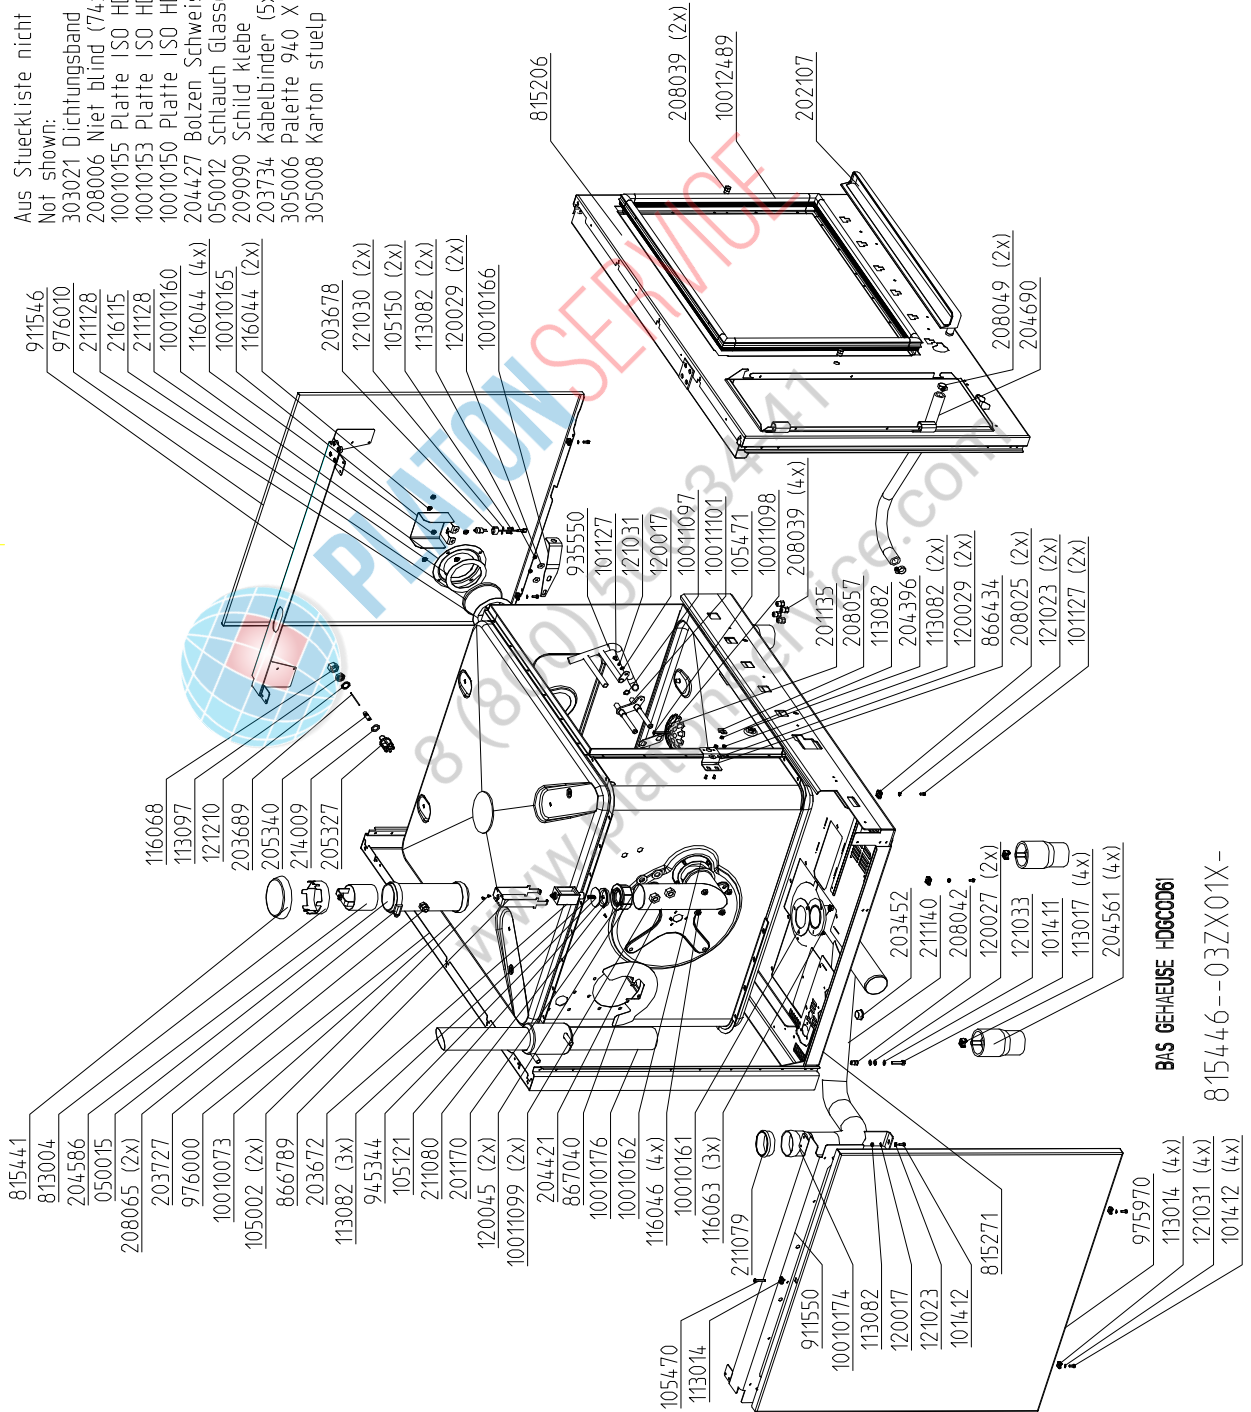 Aus Stueckliste nicht
Not shown:
303021 Dichtungsband
208006 Niet blind (74x
10010155 Platte ISO HD
10010153 Platte ISO HD
10010150 Platte ISO HD
204427 Bolzen Schweis
050012 Schlauch Glasse
209090 Schild klebe
203734 Kabelbinder (5x
305006 Palette 940 X
305008 Karton stuelp
911546
976010
211128
216115
211128
10010160
116044 (4x)
10010165
116044 (2x)
203678
121030 (2x)
105150 (2x)
113082 (2x)
120029 (2x)
10010166
815206
208039 (2x)
10012489
202107
208049 (2x)
204690
935550
101127
121031
120017
10011097
10011101
105471
10011098
208039 (4x)
201135
208057
113082
204396
113082 (2x)
120029 (2x)
866434
208025 (2x)
121023 (2x)
101127 (2x)
116068
113097
121210
203689
205340
214009
205327
203452
211140
208042
120027 (2x)
121033
101411
113017 (4x)
204561 (4x)
815441
813004
204586
050015
208065 (2x)
203727
976000
10010073
105002 (2x)
866789
203672
113082 (3x)
945344
105121
211080
201170
120045 (2x)
10011099 (2x)
204421
867040
10010176
10010162
116046 (4x)
10010161
116063 (3x)
211079
105470
113014
911550
10010174
113082
120017
121023
101412
815271
975970
113014 (4x)
121031 (4x)
101412 (4x)
BAS GEHAEUSE HDGCOD61
815446--03ZX01X-
PLATONSERVICE
8 (800) 500-34-41
www.platonservice.com